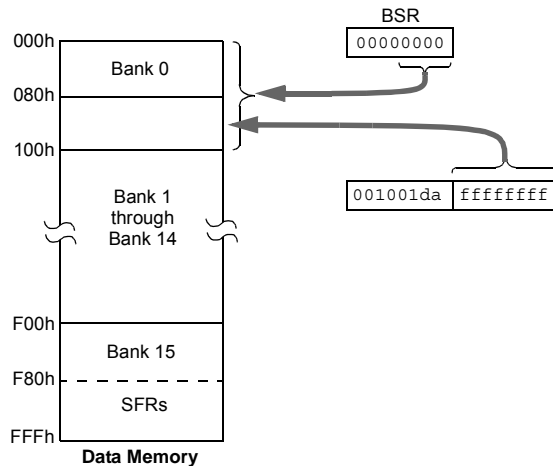 BSR
00000000
000h
Bank 0
080h
100h
Bank 1
through
Bank 14
001001da ffffffff
F00h
Bank 15
F80h
SFRs
FFFh
Data Memory